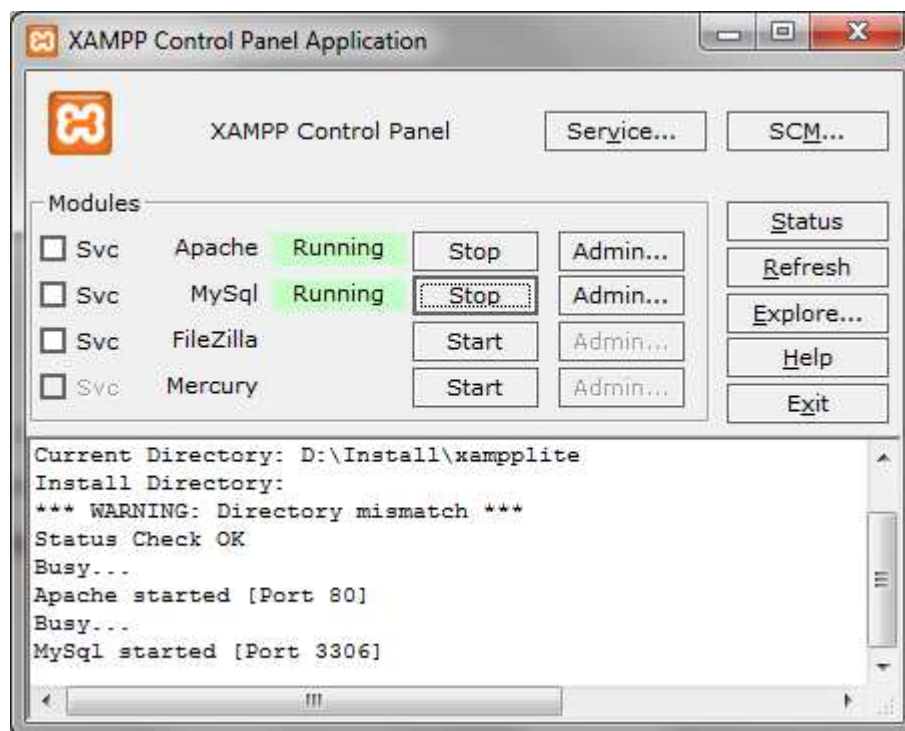 XAMPP Control Panel Application
XAMPP Control Panel Service... SCM...
Modules
Svc Apache Running Stop Admin...
Svc MySql Running Stop Admin...
Svc FileZilla Start Admin...
Svc Mercury Start Admin...
Status
Refresh
Explore...
Help
Exit
Current Directory: D:\Install\xampplite
Install Directory:
*** WARNING: Directory mismatch ***
Status Check OK
Busy...
Apache started [Port 80]
Busy...
MySql started [Port 3306]